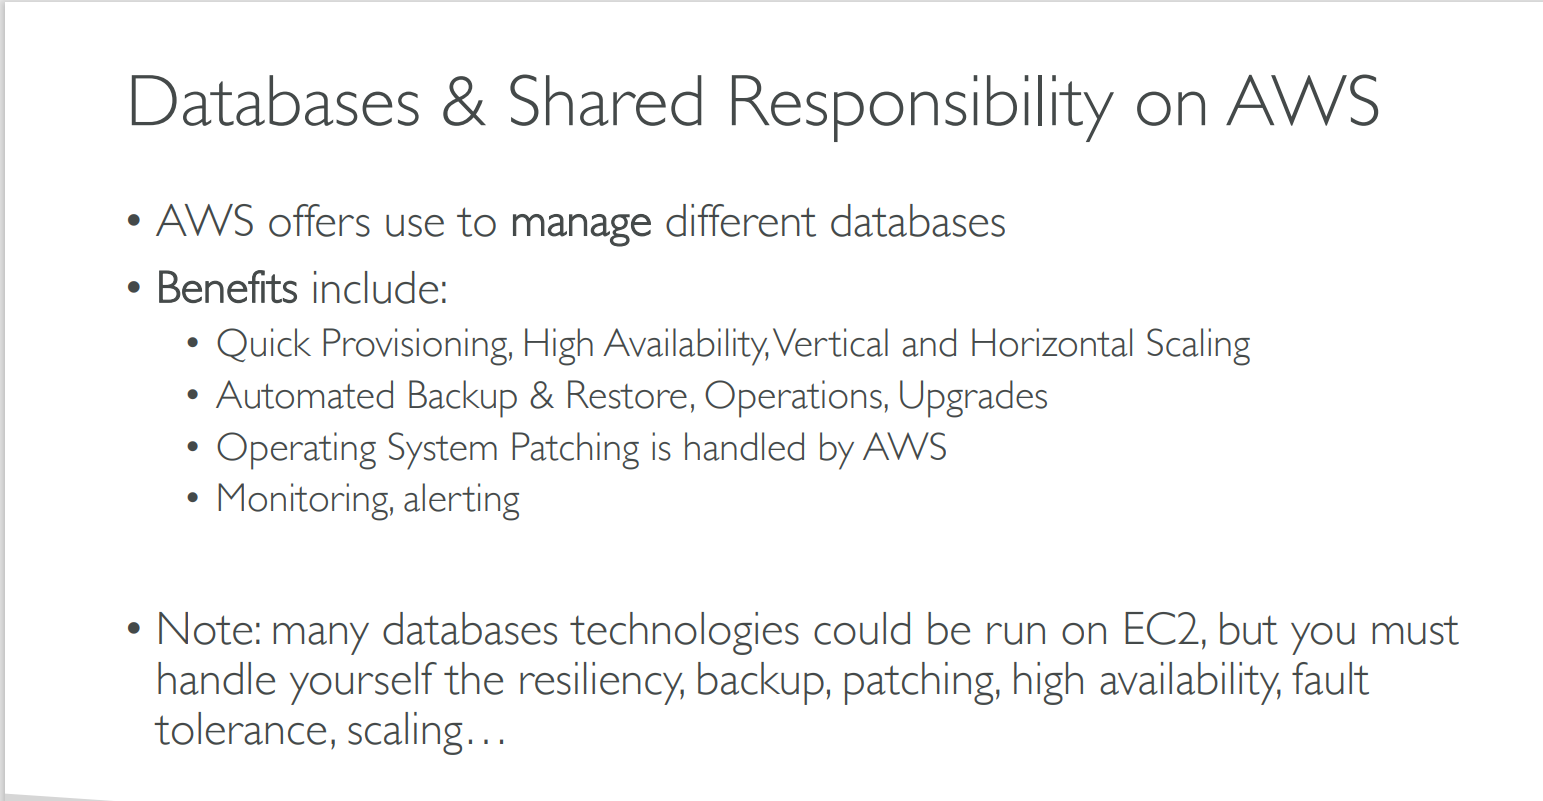 Databases & Shared Responsibility on AWS
• AWS offers use to manage different databases
• Benefits include:
• Quick Provisioning, High Availability, Vertical and Horizontal Scaling
• Automated Backup & Restore, Operations, Upgrades
• Operating System Patching is handled by AWS
• Monitoring, alerting
• Note: many databases technologies could be run on EC2, but you must
handle yourself the resiliency, backup, patching, high availability, fault
tolerance, scaling…